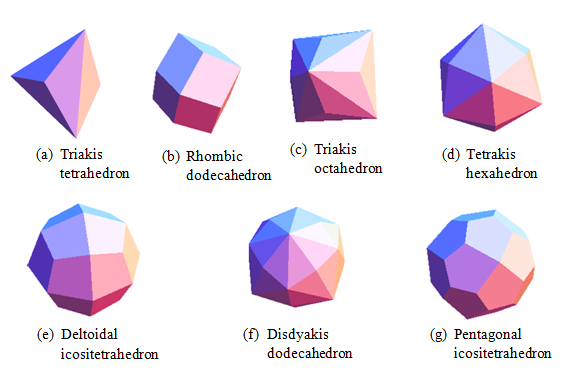 (a) Triakis
tetrahedron
(b) Rhombic
dodecahedron
(c) Triakis
octahedron
(d) Tetrakis
hexahedron
(e) Deltoidal
icositetrahedron
(f) Disdyakis
dodecahedron
(g) Pentagonal
icositetrahedron